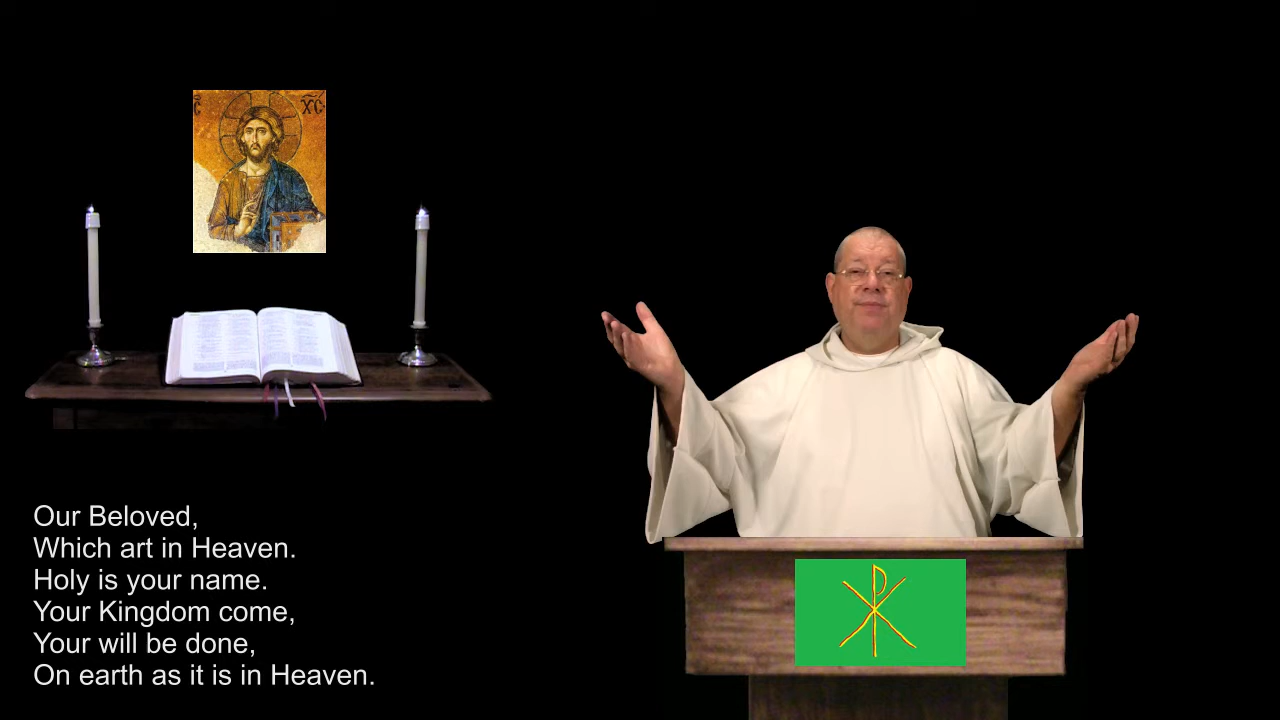 XC
Our Beloved,
Which art in Heaven.
Holy is your name.
Your Kingdom come,
Your will be done,
On earth as it is in Heaven.